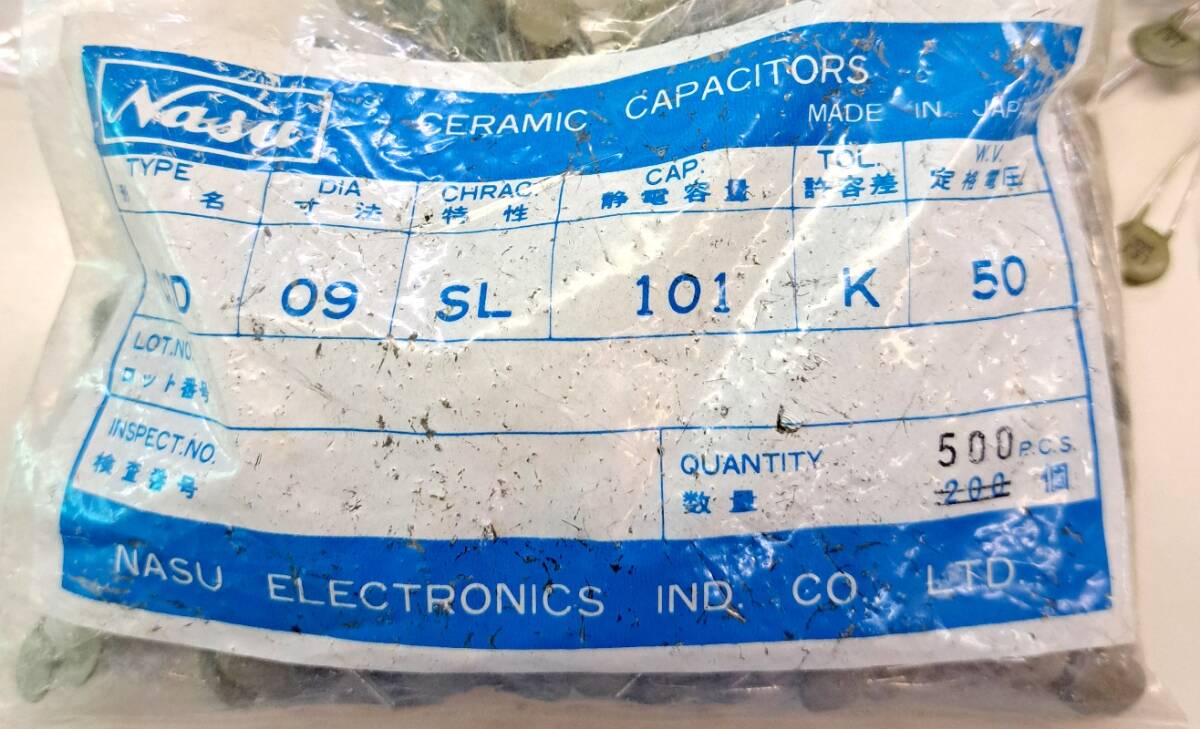 Nasu
CERAMIC CAPACITORS
MADE IN JAP
TYPE DIA CHRAC. CAP. TOL. W.V.
名 寸法 特性 静電容量 許容差 定格電圧
D 09 SL 101 K 50
LOT.NO.
ロット番号
INSPECT.NO.
検査番号
QUANTITY 500 P.C.S.
数量 200 個
NASU ELECTRONICS IND. CO. LTD.